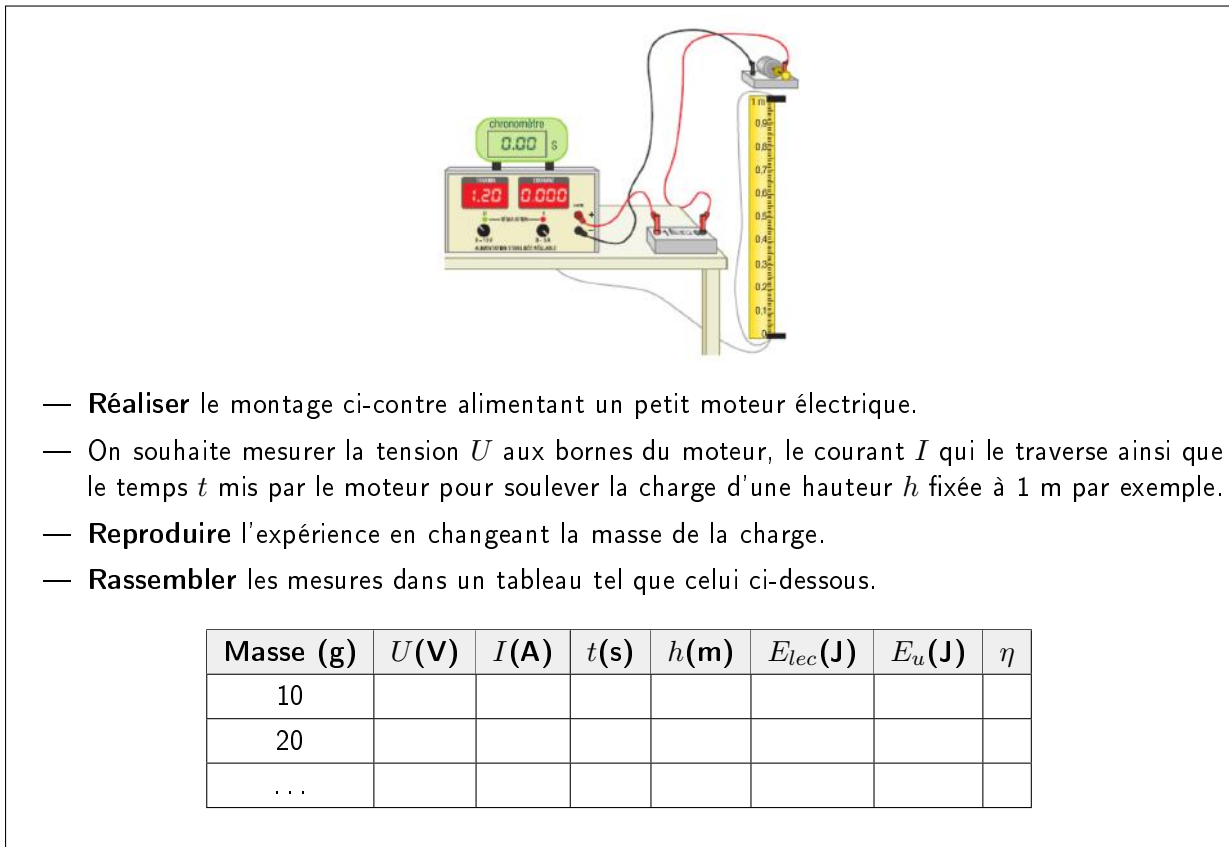 chronomètre
0.00 s
1.20 0.000
+
1 m
0,9
0,8
0,7
0,6
0,5
0,4
0,3
0,2
0,1
0
— Réaliser le montage ci-contre alimentant un petit moteur électrique.
— On souhaite mesurer la tension U aux bornes du moteur, le courant I qui le traverse ainsi que
le temps t mis par le moteur pour soulever la charge d'une hauteur h fixée à 1 m par exemple.
— Reproduire l'expérience en changeant la masse de la charge.
— Rassembler les mesures dans un tableau tel que celui ci-dessous.
Masse (g) U(V) I(A) t(s) h(m) E_lec(J) E_u(J) η
10
20
...